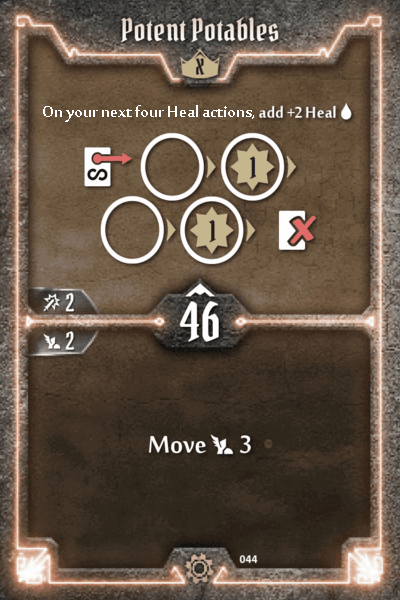 Potent Potables
X
On your next four Heal actions, add +2 Heal
1
1
2
46
2
Move 3
044